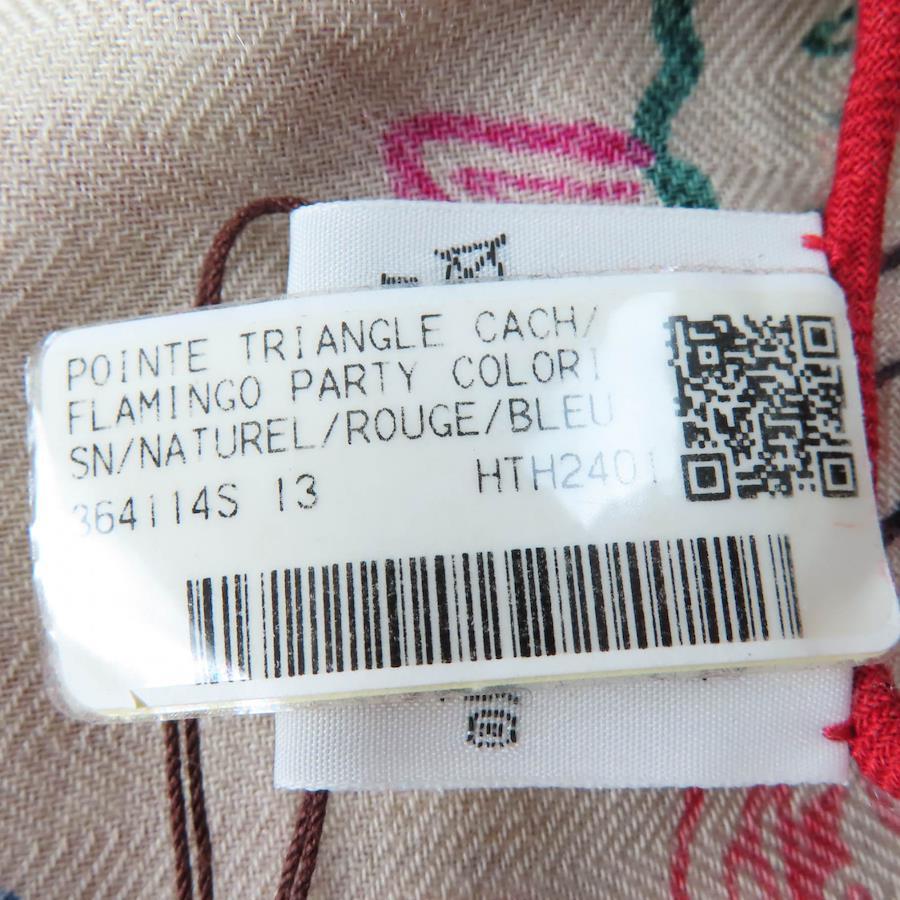 POINTE TRIANGLE CACH/
FLAMINGO PARTY COLORI
SN/NATUREL/ROUGE/BLEU
364114S 13 HTH2401